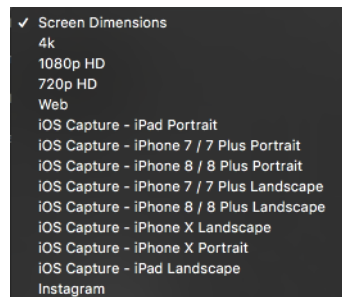 ✓ Screen Dimensions
4k
1080p HD
720p HD
Web
iOS Capture - iPad Portrait
iOS Capture - iPhone 7 / 7 Plus Portrait
iOS Capture - iPhone 8 / 8 Plus Portrait
iOS Capture - iPhone 7 / 7 Plus Landscape
iOS Capture - iPhone 8 / 8 Plus Landscape
iOS Capture - iPhone X Landscape
iOS Capture - iPhone X Portrait
iOS Capture - iPad Landscape
Instagram